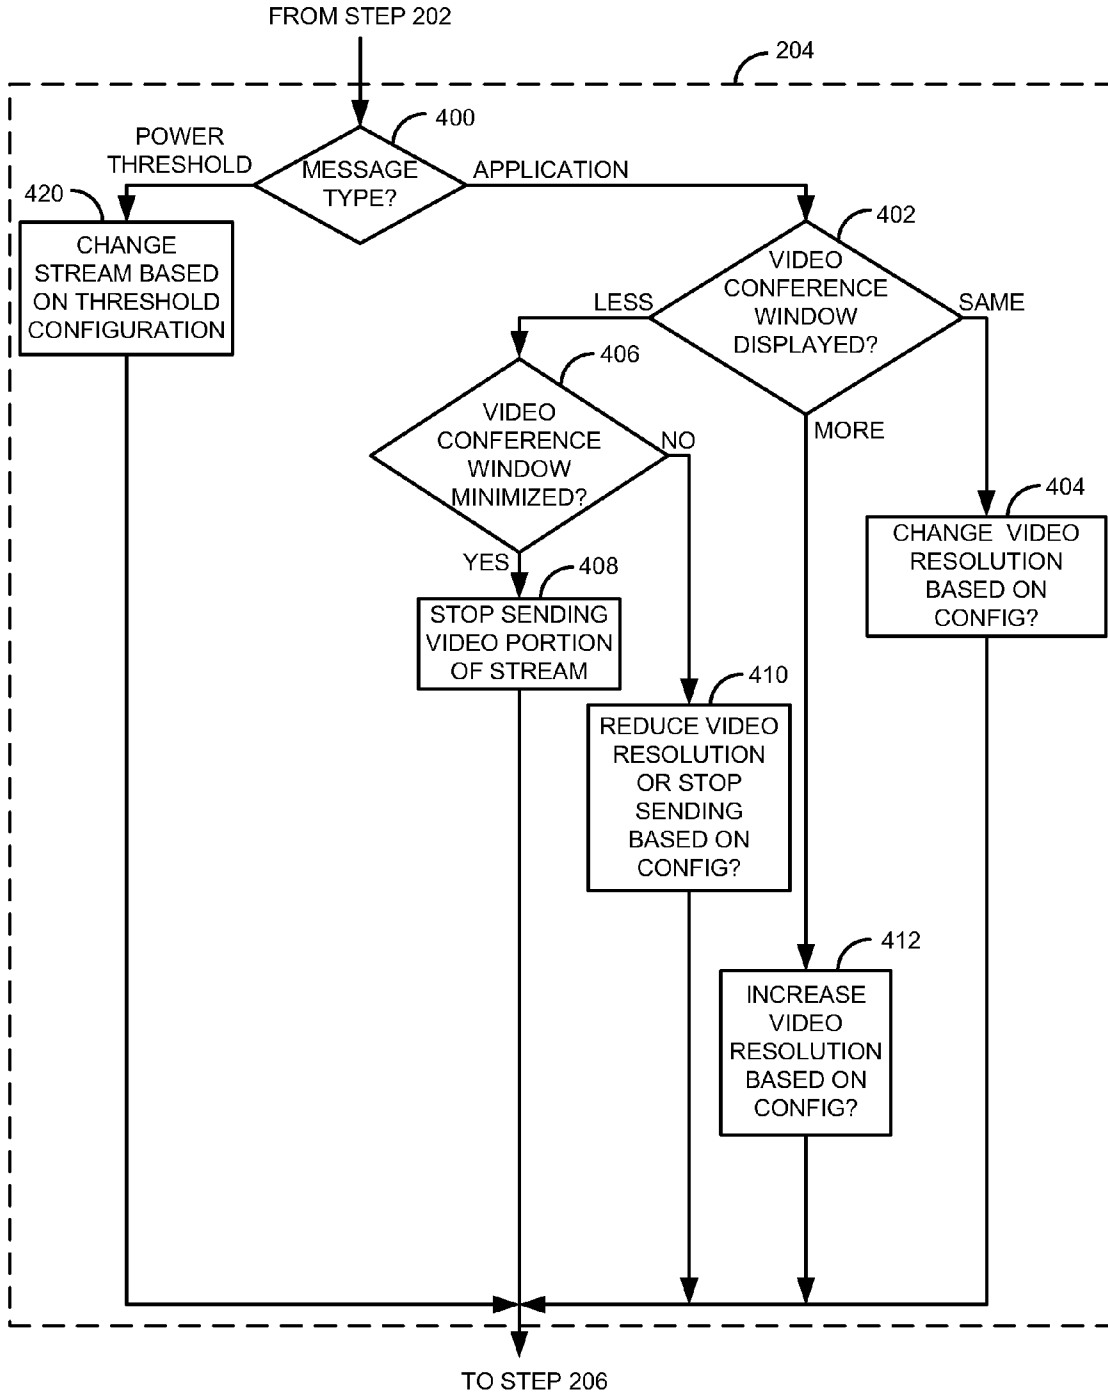 FROM STEP 202
204
400
MESSAGE
TYPE?
POWER
THRESHOLD
APPLICATION
420
CHANGE
STREAM BASED
ON THRESHOLD
CONFIGURATION
402
VIDEO
CONFERENCE
WINDOW
DISPLAYED?
LESS
SAME
MORE
406
VIDEO
CONFERENCE
WINDOW
MINIMIZED?
NO
YES
404
CHANGE VIDEO
RESOLUTION
BASED ON
CONFIG?
408
STOP SENDING
VIDEO PORTION
OF STREAM
410
REDUCE VIDEO
RESOLUTION
OR STOP
SENDING
BASED ON
CONFIG?
412
INCREASE
VIDEO
RESOLUTION
BASED ON
CONFIG?
TO STEP 206